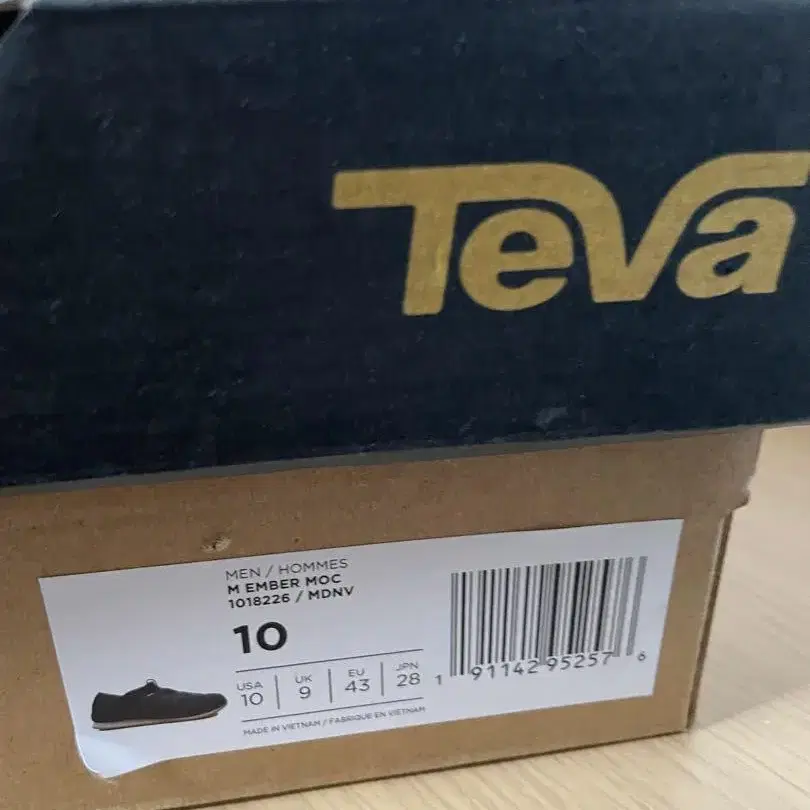 Teva
MEN / HOMMES
M EMBER MOC
1018226 / MDNV
10
USA UK EU JPN
10 9 43 28
MADE IN VIETNAM / FABRIQUE EN VIETNAM
1 91142 95257 6